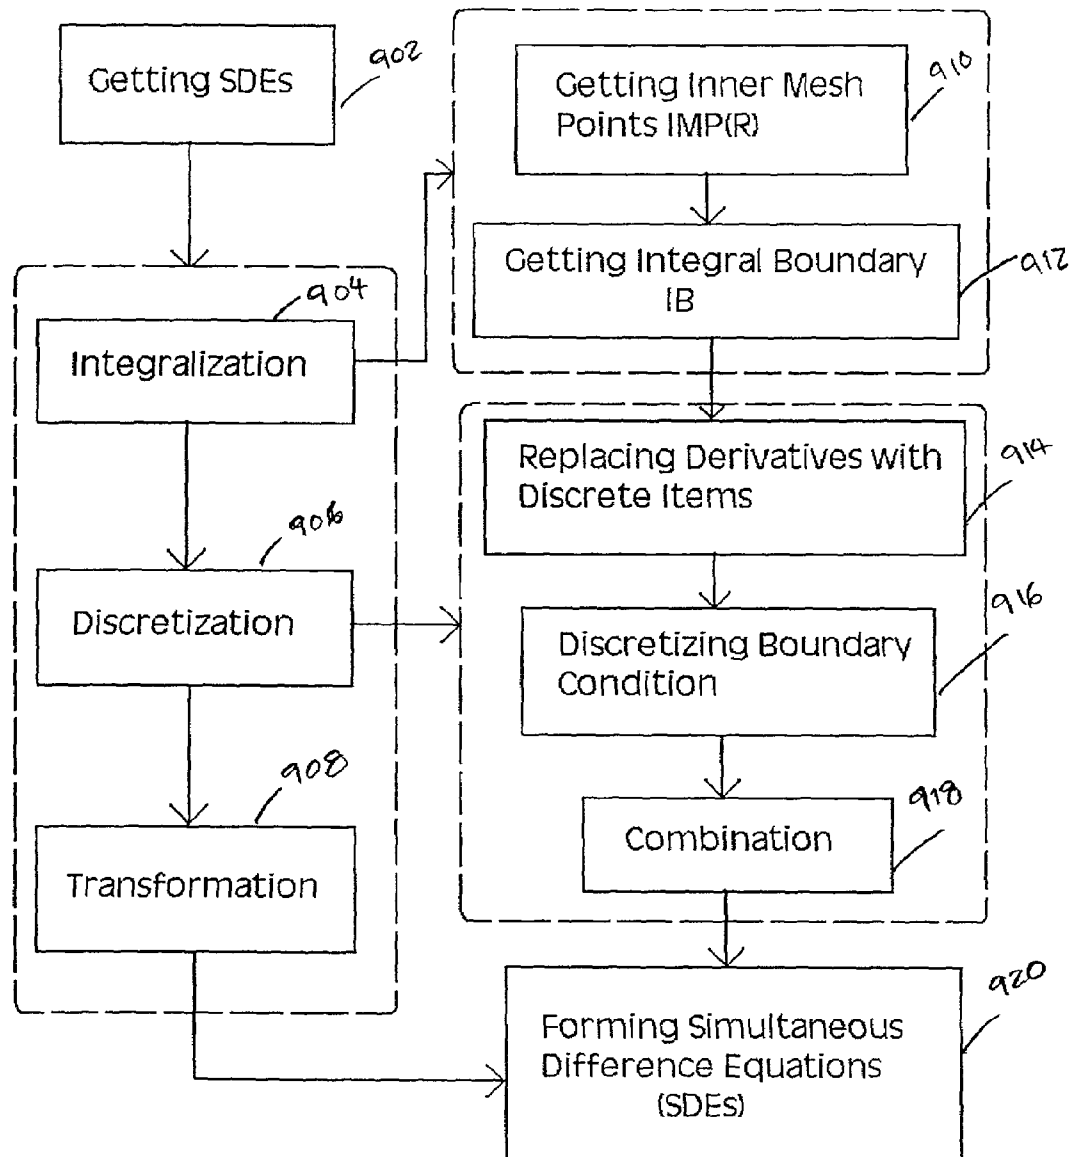 Getting SDEs
902
904
Integralization
906
Discretization
908
Transformation
Getting Inner Mesh
Points IMP(R)
910
Getting Integral Boundary
IB
912
Replacing Derivatives with
Discrete Items
914
Discretizing Boundary
Condition
916
Combination
918
Forming Simultaneous
Difference Equations
(SDEs)
920